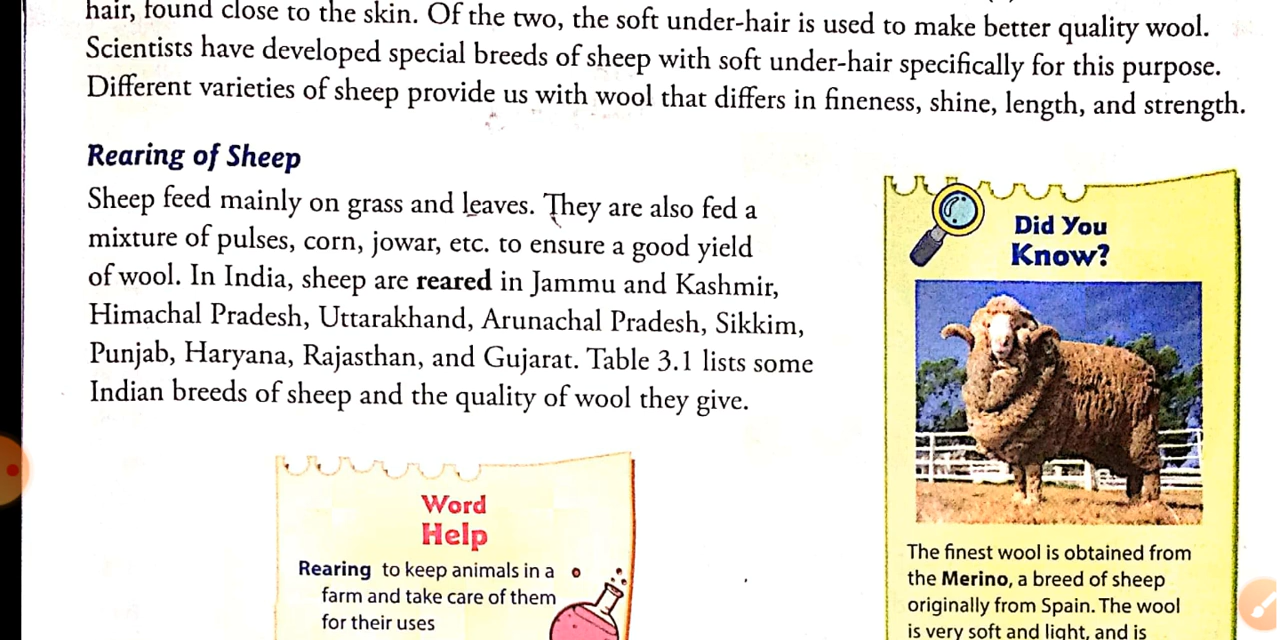 hair, found close to the skin. Of the two, the soft under-hair is used to make better quality wool.
Scientists have developed special breeds of sheep with soft under-hair specifically for this purpose.
Different varieties of sheep provide us with wool that differs in fineness, shine, length, and strength.
Rearing of Sheep
Sheep feed mainly on grass and leaves. They are also fed a
mixture of pulses, corn, jowar, etc. to ensure a good yield
of wool. In India, sheep are reared in Jammu and Kashmir,
Himachal Pradesh, Uttarakhand, Arunachal Pradesh, Sikkim,
Punjab, Haryana, Rajasthan, and Gujarat. Table 3.1 lists some
Indian breeds of sheep and the quality of wool they give.
Word
Help
Rearing to keep animals in a
farm and take care of them
for their uses
Did You
Know?
The finest wool is obtained from
the Merino, a breed of sheep
originally from Spain. The wool
is very soft and light, and is